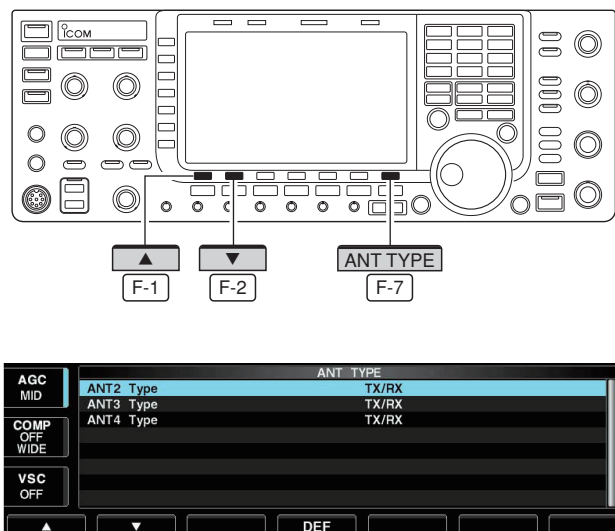 ICOM
▲ ▼ ANT TYPE
F-1 F-2 F-7
ANT TYPE
AGC
MID
ANT2 Type TX/RX
ANT3 Type TX/RX
ANT4 Type TX/RX
COMP
OFF
WIDE
VSC
OFF
▲ ▼ DEF